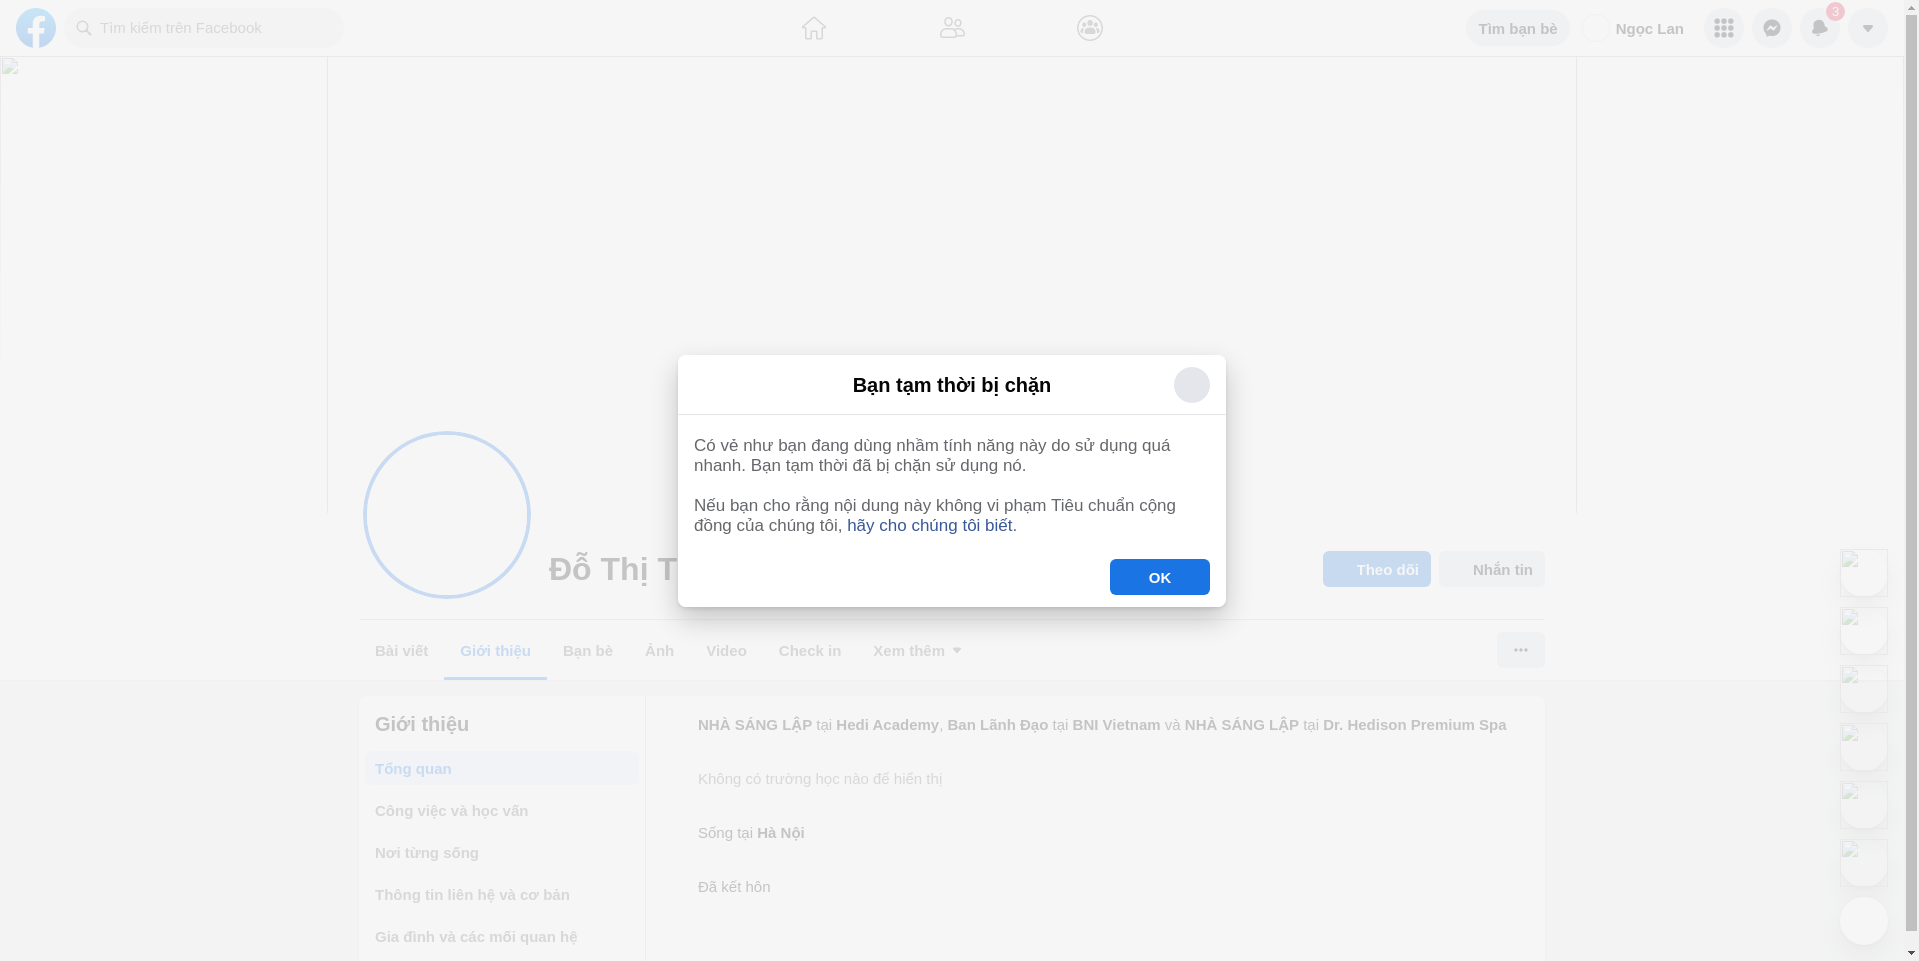 Tìm kiếm trên Facebook
Tìm bạn bè
Ngọc Lan
3
Bạn tạm thời bị chặn
Có vẻ như bạn đang dùng nhầm tính năng này do sử dụng quá
nhanh. Bạn tạm thời đã bị chặn sử dụng nó.
Nếu bạn cho rằng nội dung này không vi phạm Tiêu chuẩn cộng
đồng của chúng tôi, hãy cho chúng tôi biết.
OK
Đỗ Thị T
Theo dõi
Nhắn tin
Bài viết
Giới thiệu
Bạn bè
Ảnh
Video
Check in
Xem thêm
Giới thiệu
Tổng quan
Công việc và học vấn
Nơi từng sống
Thông tin liên hệ và cơ bản
Gia đình và các mối quan hệ
NHÀ SÁNG LẬP tại Hedi Academy, Ban Lãnh Đạo tại BNI Vietnam và NHÀ SÁNG LẬP tại Dr. Hedison Premium Spa
Không có trường học nào để hiển thị
Sống tại Hà Nội
Đã kết hôn